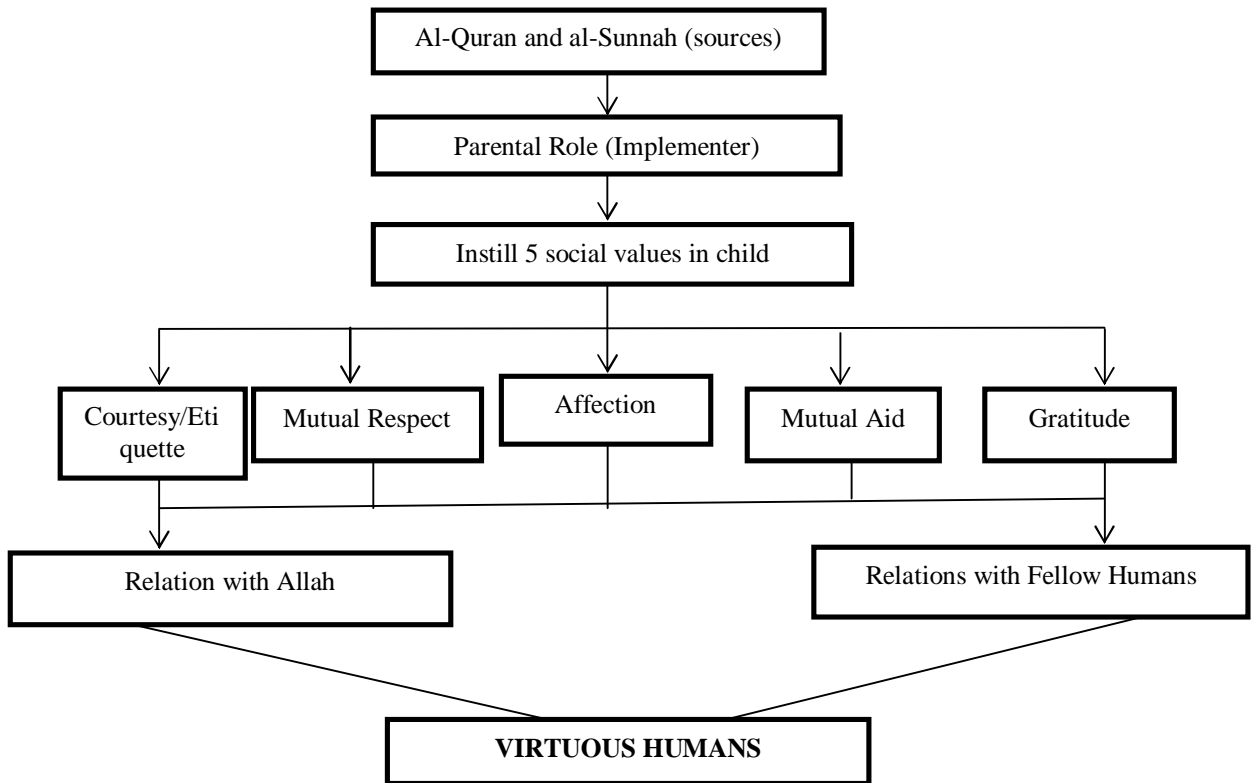 Al-Quran and al-Sunnah (sources)
Parental Role (Implementer)
Instill 5 social values in child
Courtesy/Eti
quette
Mutual Respect
Affection
Mutual Aid
Gratitude
Relation with Allah
Relations with Fellow Humans
VIRTUOUS HUMANS